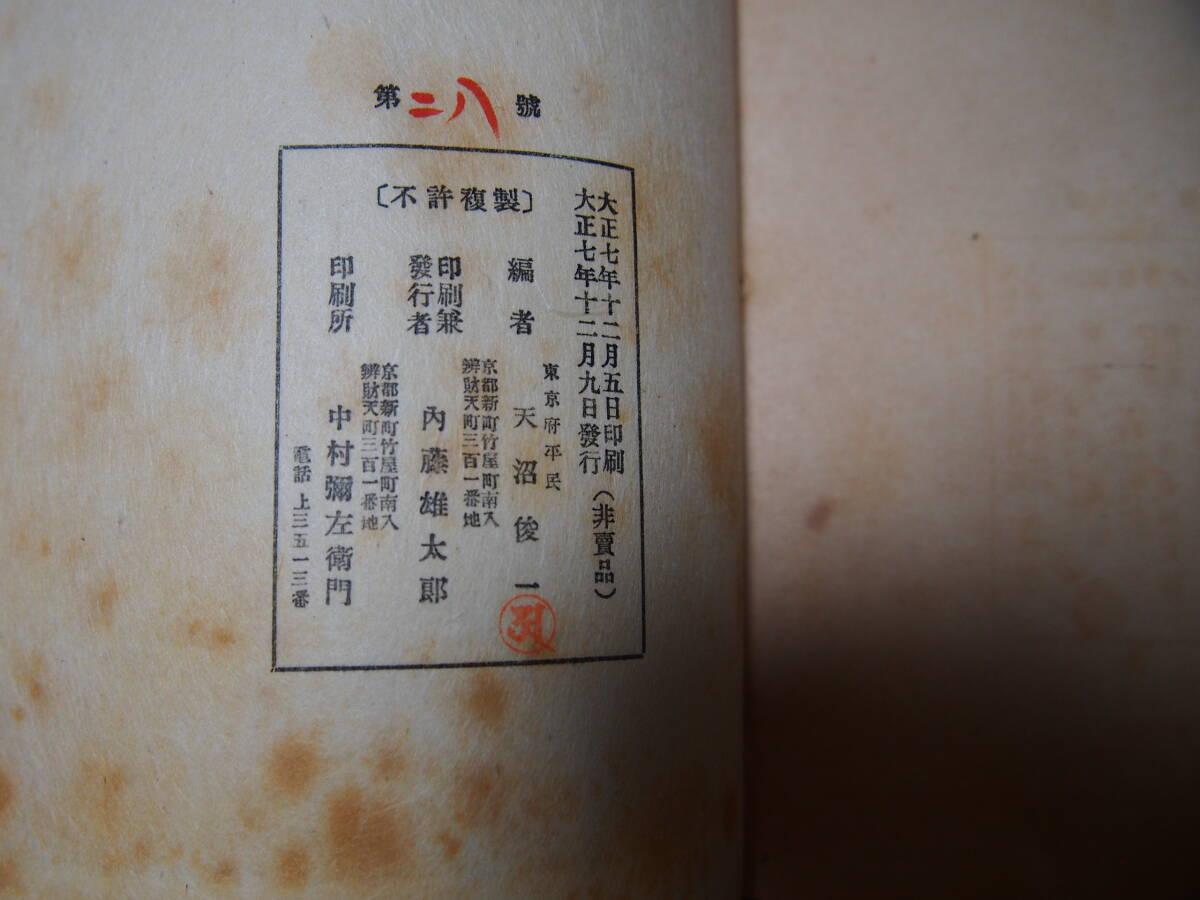 第二八號
大正七年十二月五日印刷
大正七年十二月九日發行
(非賣品)
〔不許複製〕
東京府平民
編者 天沼俊一
京都新町竹屋町南入
辨財天町三百一番地
印刷兼
發行者
內藤雄太郎
京都新町竹屋町南入
辨財天町三百一番地
印刷所 中村彌左衛門
電話上三五一三番